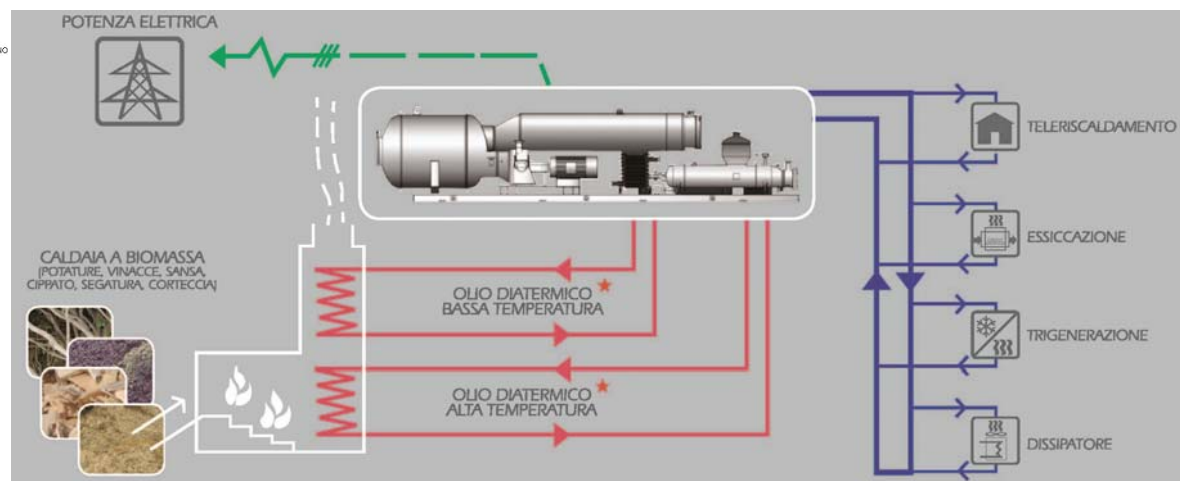 POTENZA ELETTRICA
TELERISCALDAMENTO
ESSICCAZIONE
CALDAIA A BIOMASSA
(POTATURE, VINACCE, SANSA,
CIPPATO, SEGATURA, CORTECCIA)
OLIO DIATERMICO
BASSA TEMPERATURA
TRIGENERAZIONE
OLIO DIATERMICO
ALTA TEMPERATURA
DISSIPATORE